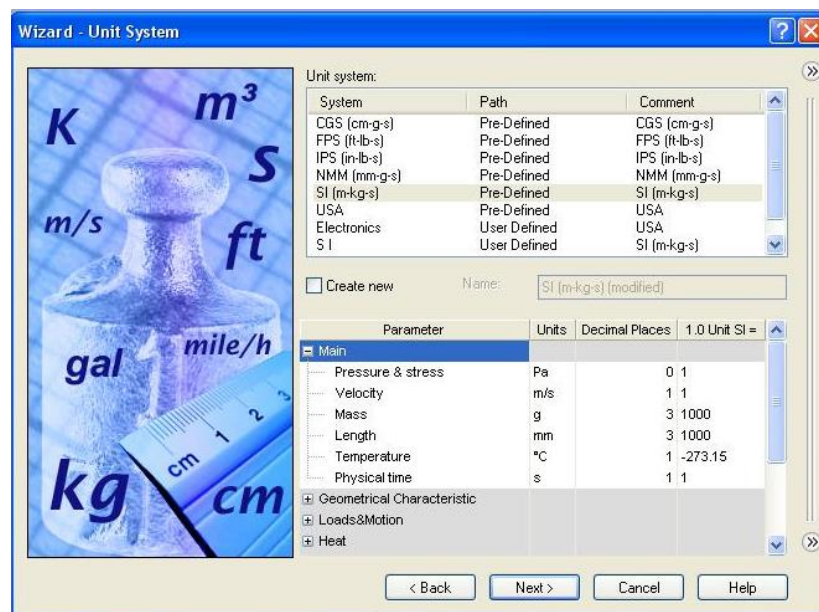 Wizard - Unit System
K
m³
s
m/s
ft
gal
mile/h
kg
cm
1
2
3
cm
Unit system:
System Path Comment
CGS (cm-g-s) Pre-Defined CGS (cm-g-s)
FPS (ft-lb-s) Pre-Defined FPS (ft-lb-s)
IPS (in-lb-s) Pre-Defined IPS (in-lb-s)
NMM (mm-g-s) Pre-Defined NMM (mm-g-s)
SI (m-kg-s) Pre-Defined SI (m-kg-s)
USA Pre-Defined USA
Electronics User Defined USA
S I User Defined SI (m-kg-s)
Create new Name: SI (m-kg-s) (modified)
Parameter Units Decimal Places 1.0 Unit SI =
Main
Pressure & stress Pa 0 1
Velocity m/s 1 1
Mass g 3 1000
Length mm 3 1000
Temperature °C 1 -273.15
Physical time s 1 1
Geometrical Characteristic
Loads&Motion
Heat
< Back Next > Cancel Help